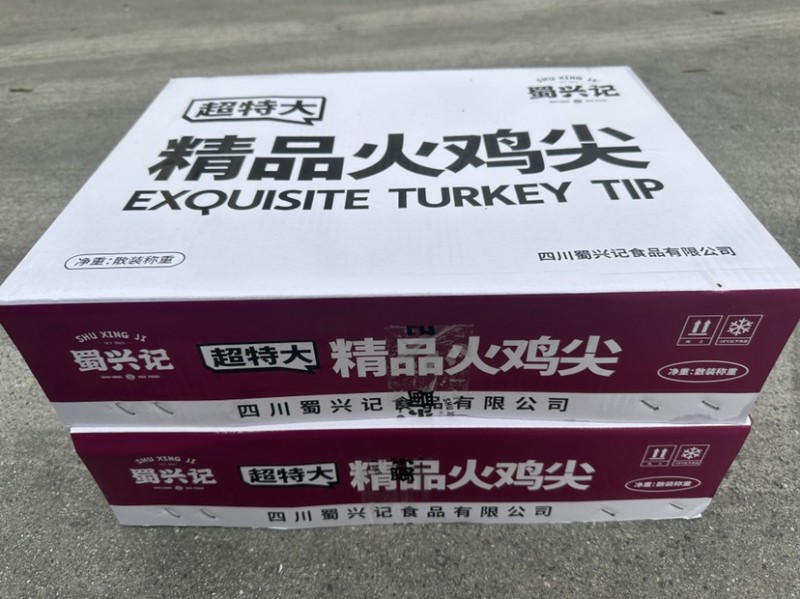 SHU XING JI
蜀兴记
超特大
精品火鸡尖
EXQUISITE TURKEY TIP
净重:散装称重
四川蜀兴记食品有限公司
SHU XING JI
蜀兴记
超特大
精品火鸡尖
净重:散装称重
四川蜀兴记食品有限公司
SHU XING JI
蜀兴记
超特大
精品火鸡尖
净重:散装称重
四川蜀兴记食品有限公司